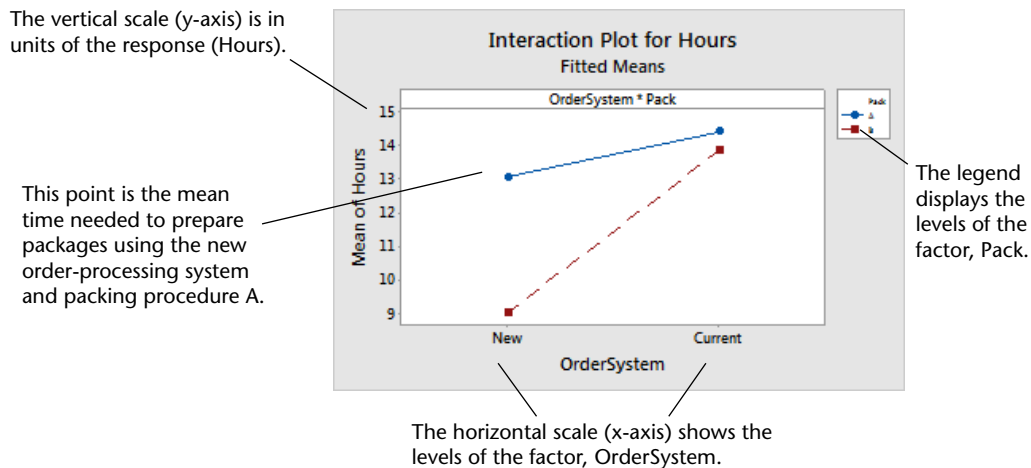 The vertical scale (y-axis) is in
units of the response (Hours).
Interaction Plot for Hours
Fitted Means
OrderSystem * Pack
15
14
13
12
11
10
9
Mean of Hours
New
Current
OrderSystem
Pack
A
B
This point is the mean
time needed to prepare
packages using the new
order-processing system
and packing procedure A.
The legend
displays the
levels of the
factor, Pack.
The horizontal scale (x-axis) shows the
levels of the factor, OrderSystem.